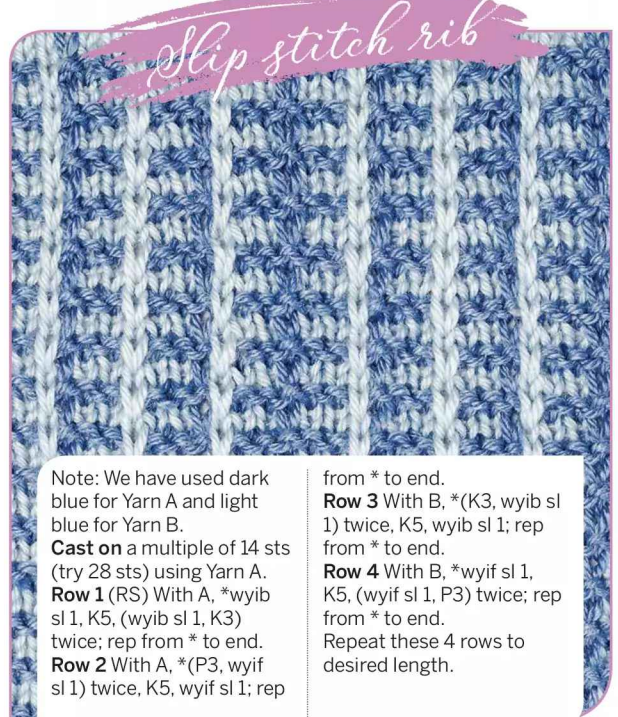 Slip stitch rib
Note: We have used dark
blue for Yarn A and light
blue for Yarn B.
Cast on a multiple of 14 sts
(try 28 sts) using Yarn A.
Row 1 (RS) With A, *wyib
sl 1, K5, (wyib sl 1, K3)
twice; rep from * to end.
Row 2 With A, *(P3, wyif
sl 1) twice, K5, wyif sl 1; rep
from * to end.
Row 3 With B, *(K3, wyib sl
1) twice, K5, wyib sl 1; rep
from * to end.
Row 4 With B, *wyif sl 1,
K5, (wyif sl 1, P3) twice; rep
from * to end.
Repeat these 4 rows to
desired length.